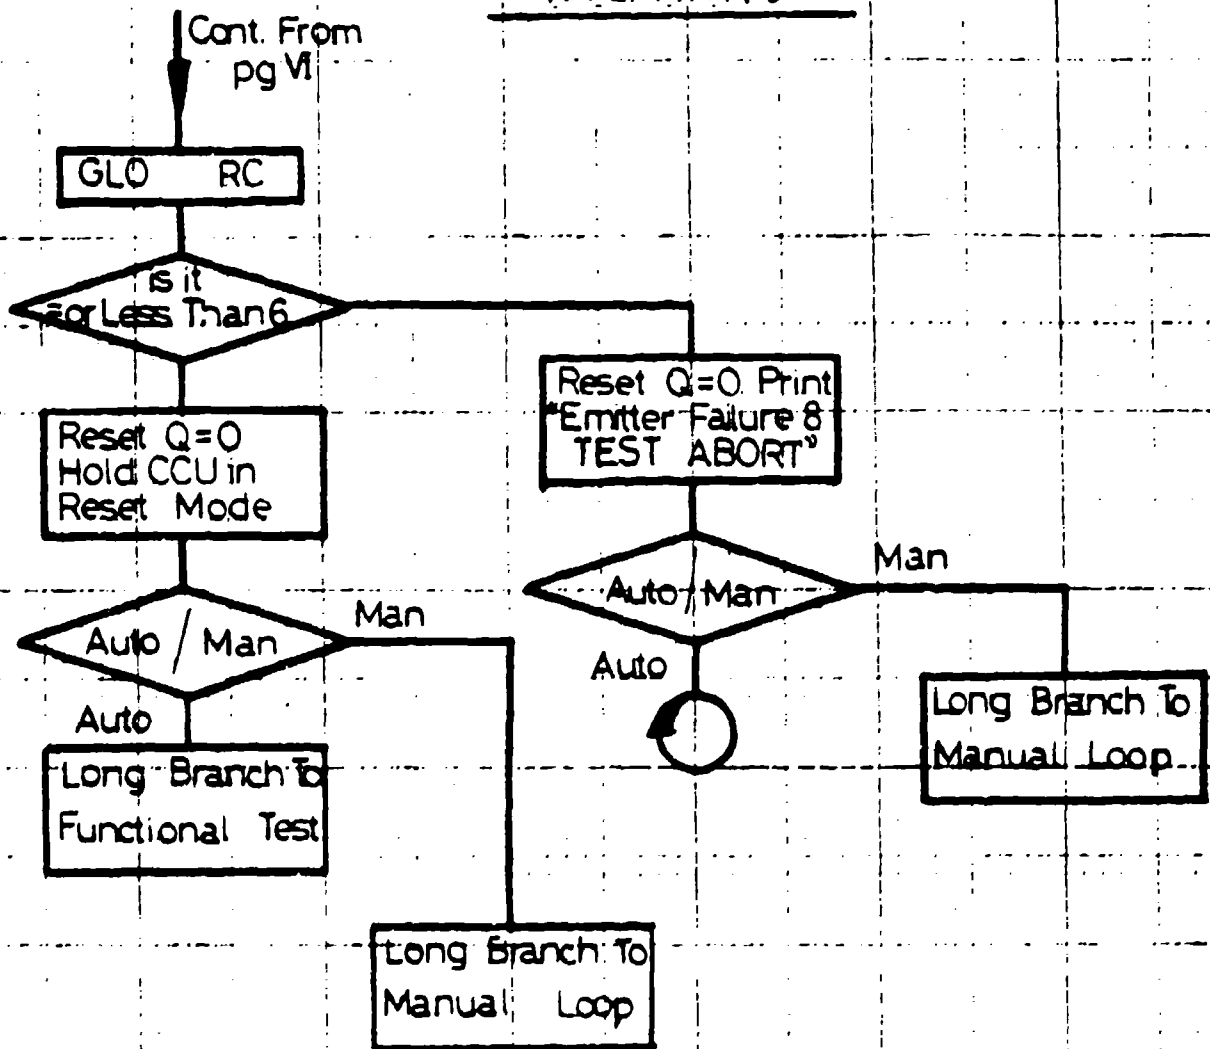 Cont. From
pg VI
GLO RC
is it
= or Less Than 6
Reset Q=0
Hold CCU in
Reset Mode
Auto / Man
Man
Auto
Long Branch To
Functional Test
Long Branch To
Manual Loop
Reset Q=0. Print
"Emitter Failure 8
TEST ABORT"
Auto / Man
Man
Auto
Long Branch To
Manual Loop